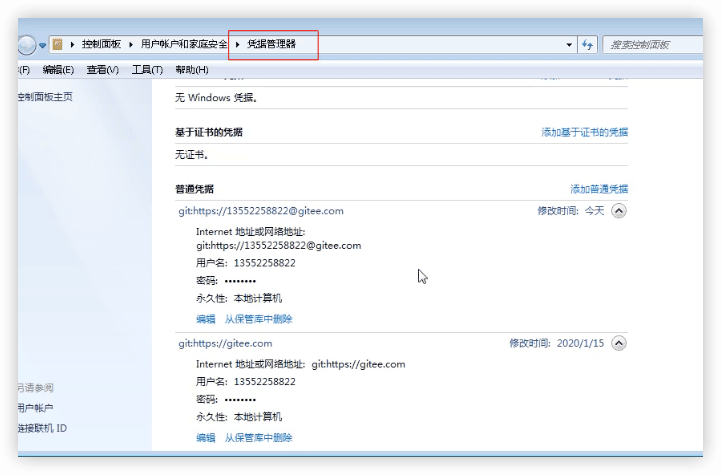 控制面板 ▸ 用户帐户和家庭安全 ▸ 凭据管理器
搜索控制面板
(F) 编辑(E) 查看(V) 工具(T) 帮助(H)
控制面板主页
无 Windows 凭据。
基于证书的凭据 添加基于证书的凭据
无证书。
普通凭据 添加普通凭据
git:https://13552258822@gitee.com 修改时间: 今天
Internet 地址或网络地址:
git:https://13552258822@gitee.com
用户名: 13552258822
密码: ••••••••
永久性: 本地计算机
编辑 从保管库中删除
git:https://gitee.com 修改时间: 2020/1/15
Internet 地址或网络地址: git:https://gitee.com
用户名: 13552258822
密码: ••••••••
永久性: 本地计算机
编辑 从保管库中删除
另请参阅
用户帐户
链接联机 ID